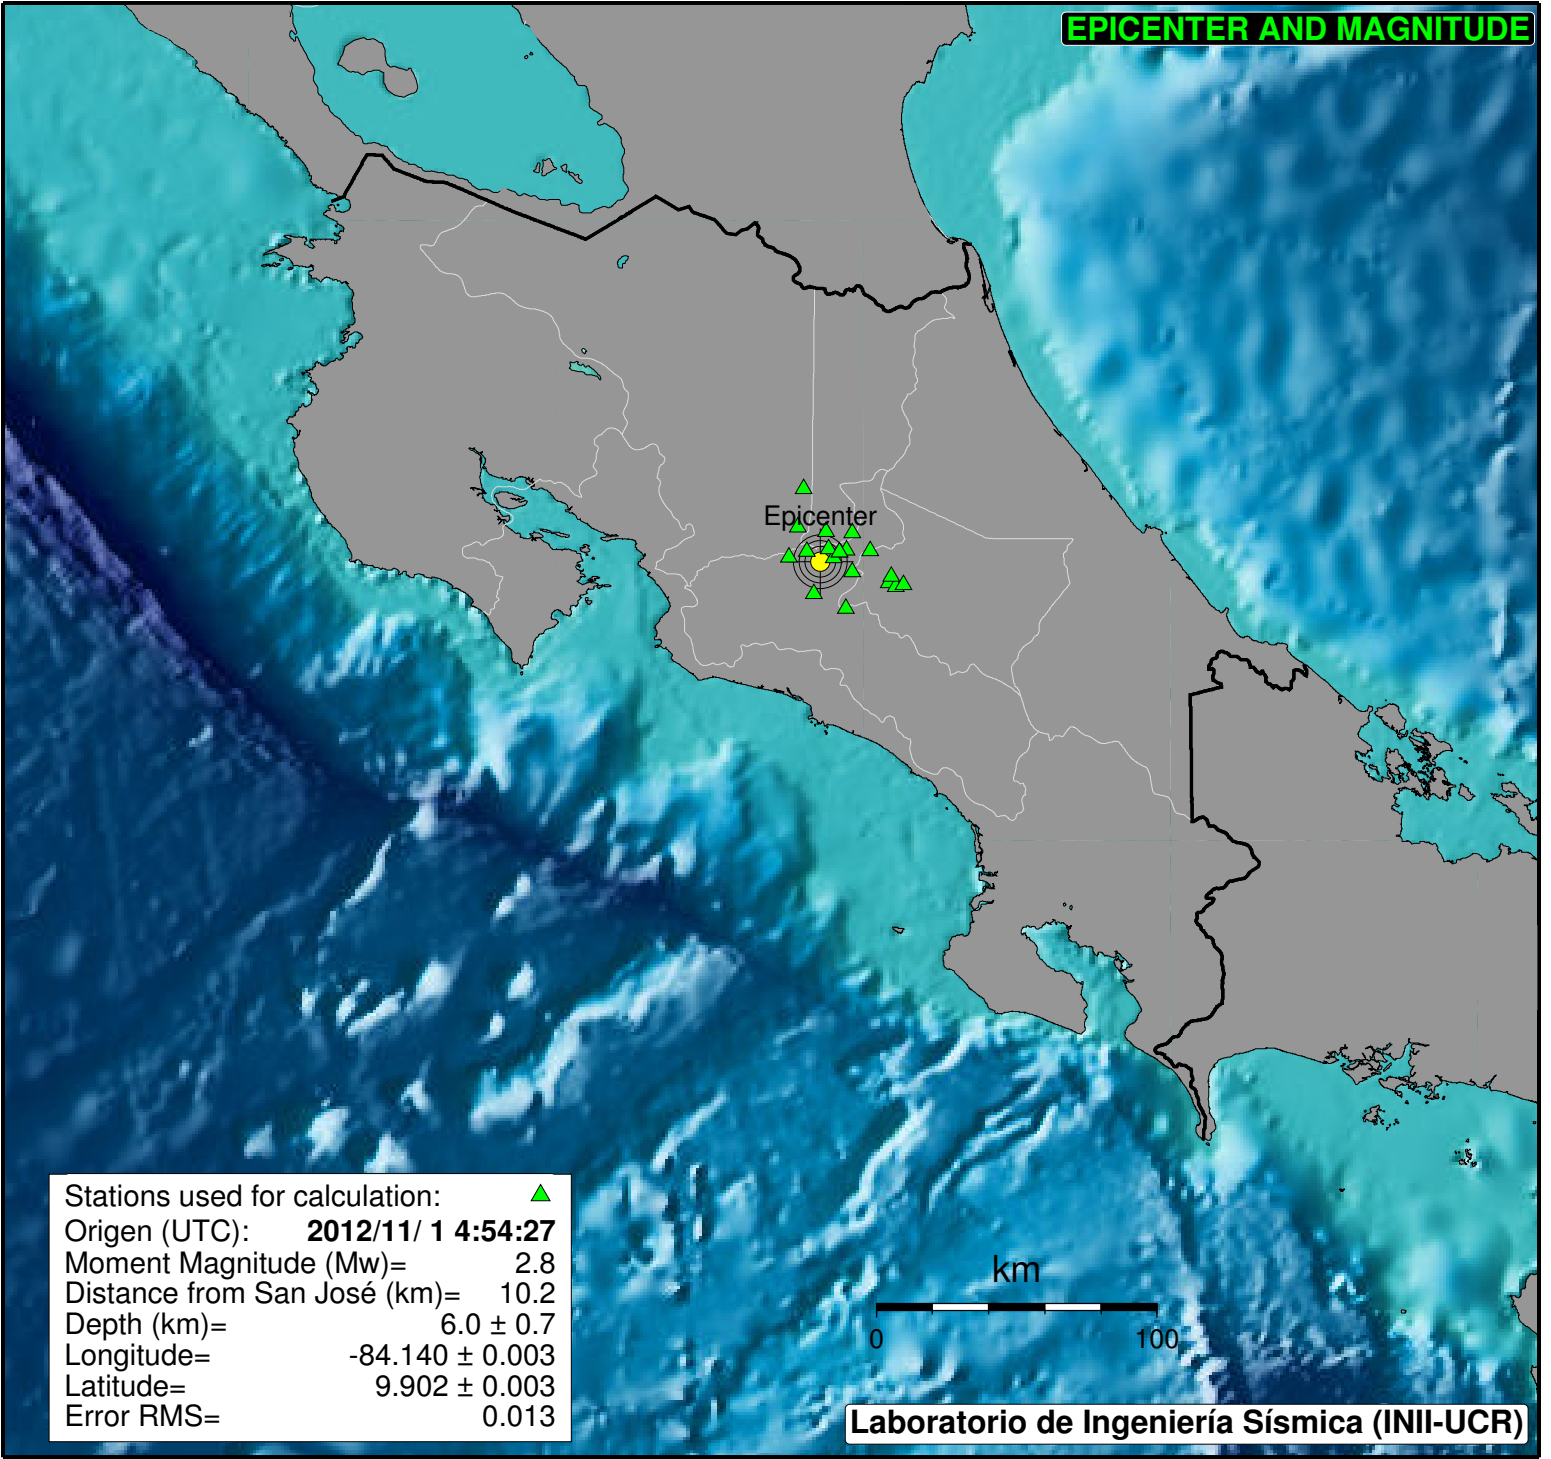 EPICENTER AND MAGNITUDE
Epicenter
Stations used for calculation:
Origen (UTC): 2012/11/ 1 4:54:27
Moment Magnitude (Mw)= 2.8
Distance from San José (km)= 10.2
Depth (km)= 6.0 ± 0.7
Longitude= -84.140 ± 0.003
Latitude= 9.902 ± 0.003
Error RMS= 0.013
km
0 100
Laboratorio de Ingeniería Sísmica (INII-UCR)